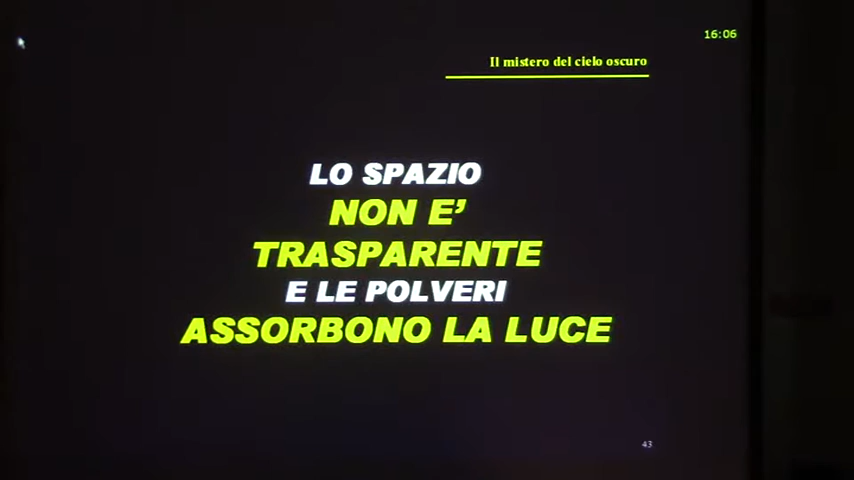 16:06
Il mistero del cielo oscuro
LO SPAZIO
NON E'
TRASPARENTE
E LE POLVERI
ASSORBONO LA LUCE
43